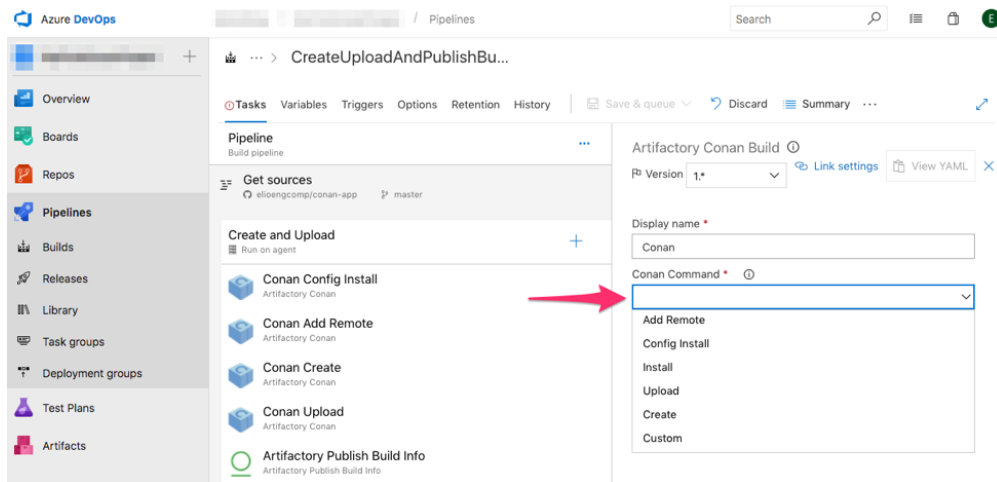 Azure DevOps
/ Pipelines
Search
E
CreateUploadAndPublishBu...
Overview
Boards
Repos
Pipelines
Builds
Releases
Library
Task groups
Deployment groups
Test Plans
Artifacts
Tasks Variables Triggers Options Retention History
Save & queue Discard Summary ...
Pipeline
Build pipeline
Get sources
elioengcomp/conan-app master
Create and Upload
Run on agent
Conan Config Install
Artifactory Conan
Conan Add Remote
Artifactory Conan
Conan Create
Artifactory Conan
Conan Upload
Artifactory Conan
Artifactory Publish Build Info
Artifactory Publish Build Info
Artifactory Conan Build
Link settings View YAML
Version 1.*
Display name *
Conan
Conan Command *
Add Remote
Config Install
Install
Upload
Create
Custom